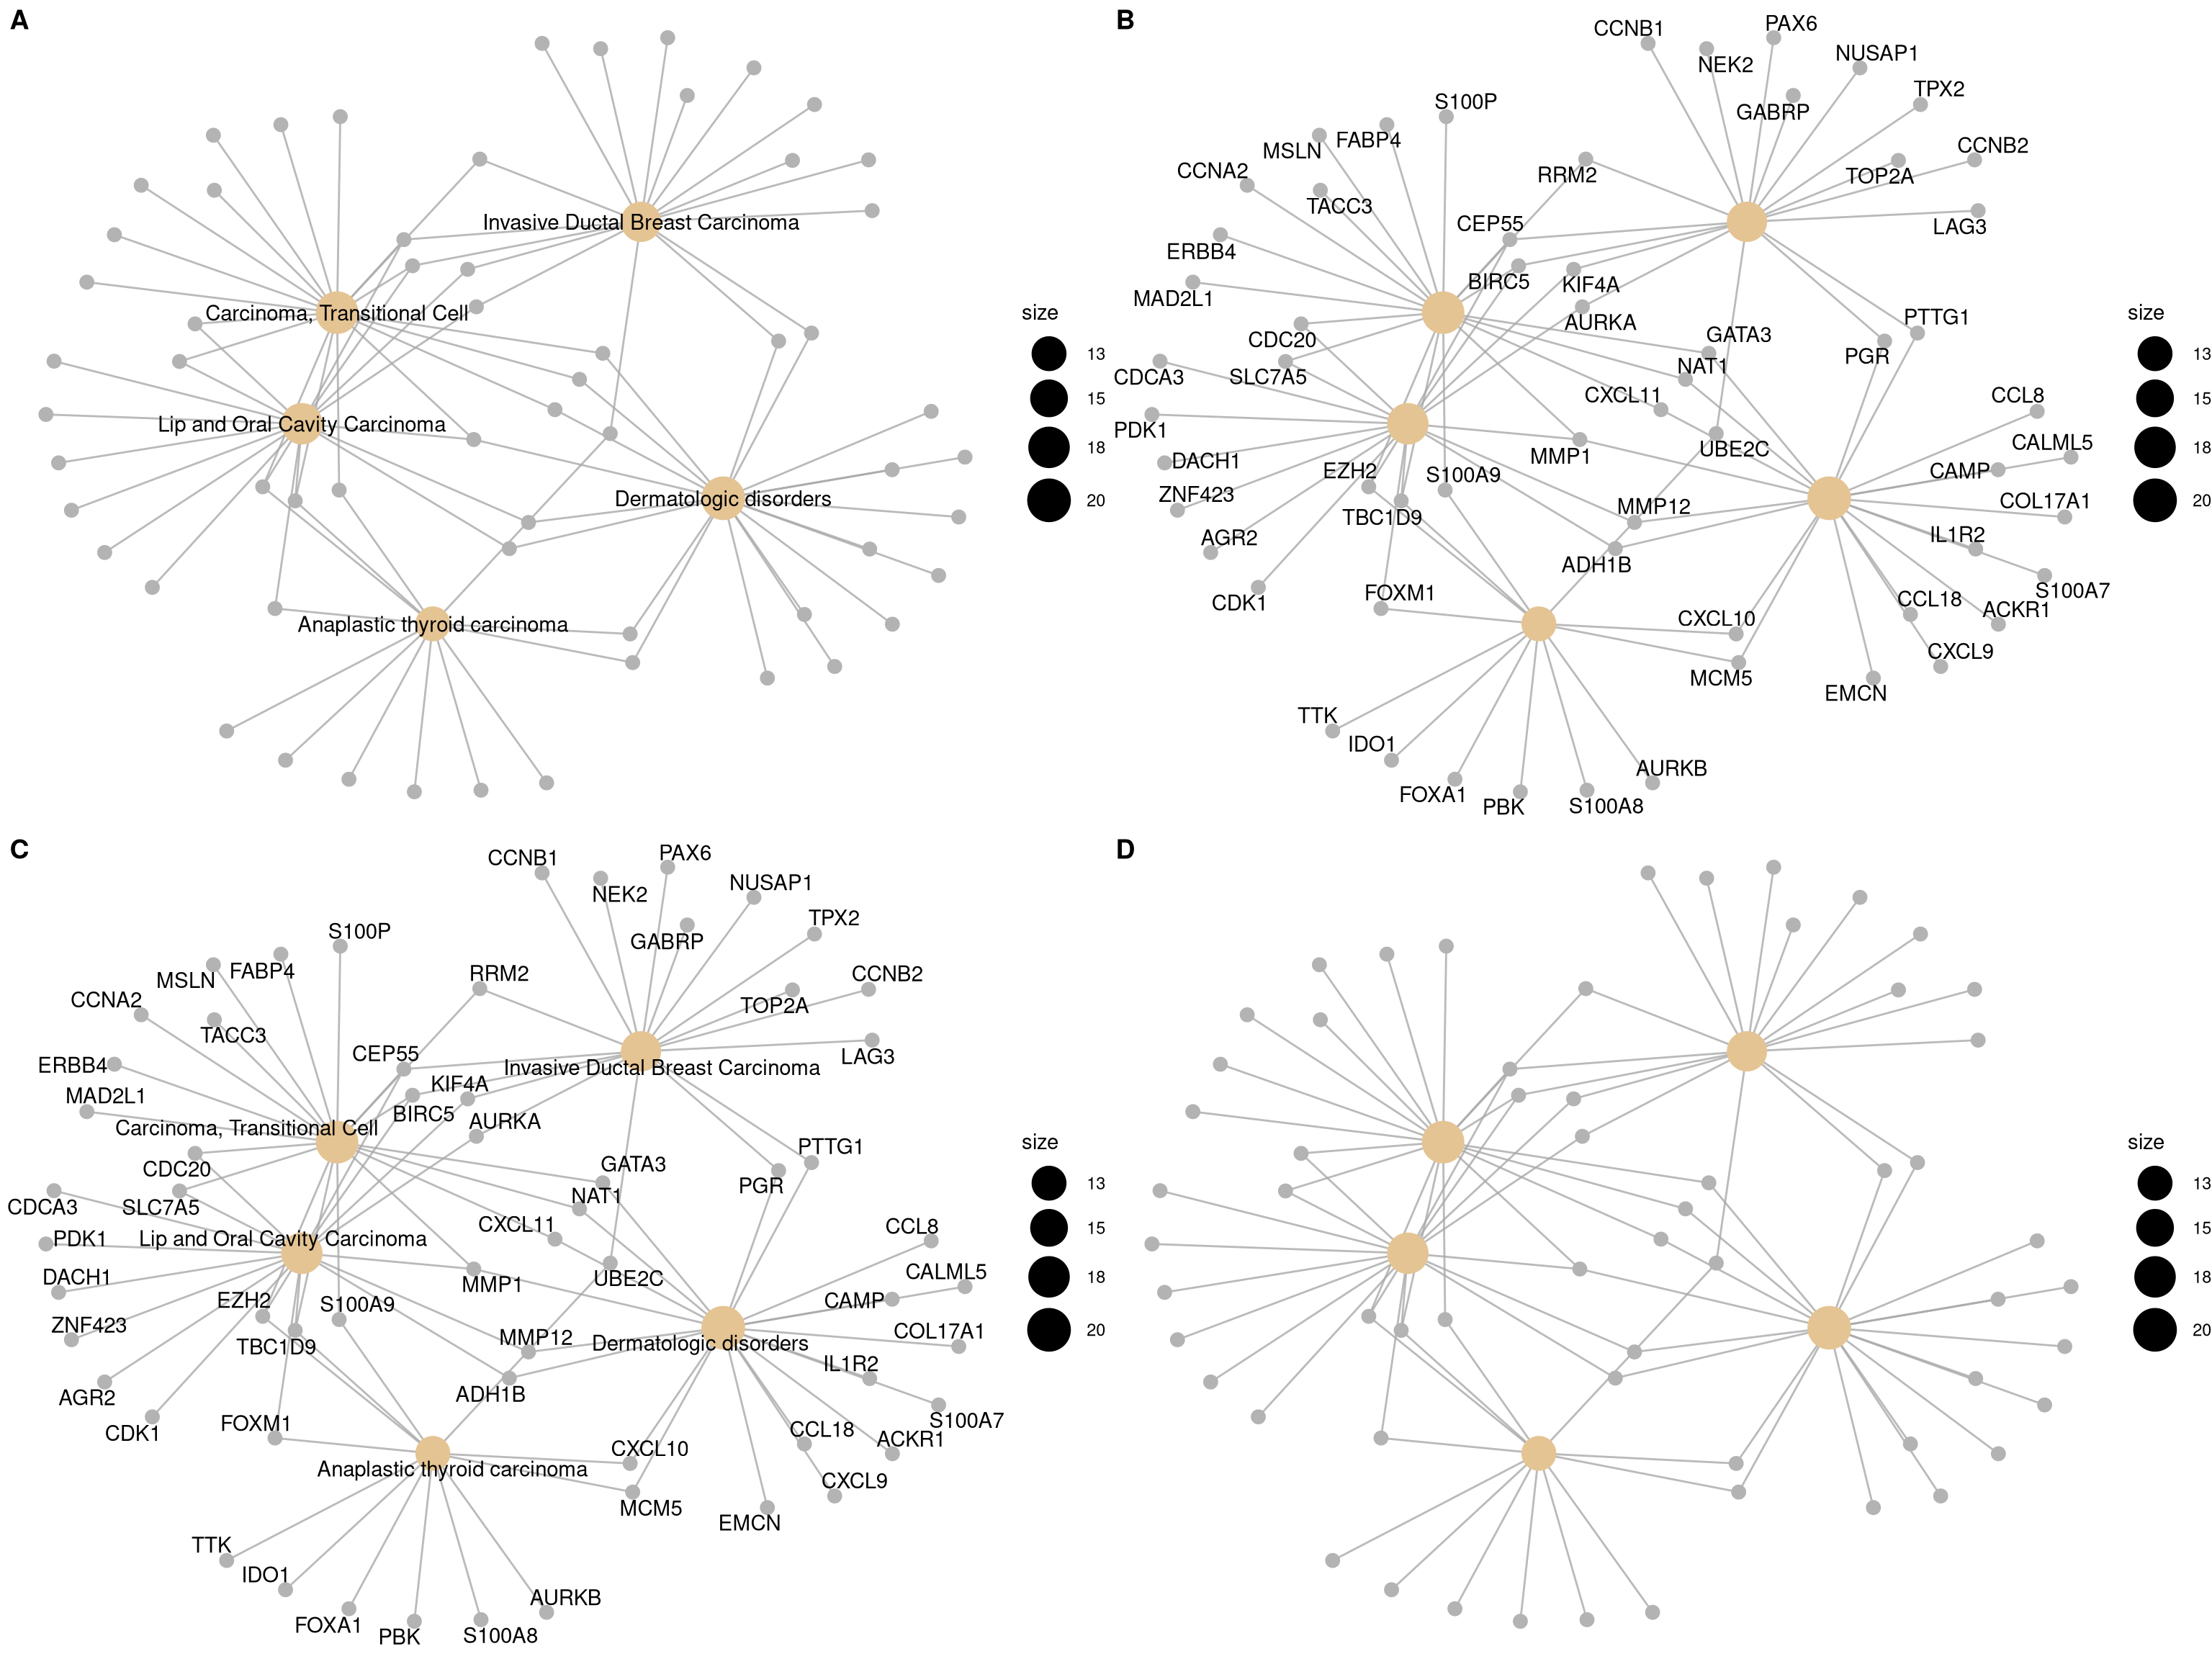 A
Invasive Ductal Breast Carcinoma
Carcinoma, Transitional Cell
Lip and Oral Cavity Carcinoma
Dermatologic disorders
Anaplastic thyroid carcinoma
size
13
15
18
20
B
CCNB1
PAX6
NEK2
NUSAP1
TPX2
S100P
GABRP
FABP4
MSLN
CCNB2
CCNA2
RRM2
TOP2A
TACC3
CEP55
LAG3
ERBB4
BIRC5
KIF4A
MAD2L1
AURKA
PTTG1
GATA3
CDC20
PGR
NAT1
CDCA3
SLC7A5
CXCL11
CCL8
PDK1
CALML5
UBE2C
MMP1
DACH1
EZH2
S100A9
CAMP
ZNF423
COL17A1
MMP12
TBC1D9
AGR2
IL1R2
ADH1B
S100A7
FOXM1
CDK1
CCL18
ACKR1
CXCL10
CXCL9
MCM5
EMCN
TTK
IDO1
AURKB
FOXA1
PBK
S100A8
size
13
15
18
20
C
CCNB1
PAX6
NUSAP1
NEK2
TPX2
S100P
GABRP
FABP4
MSLN
RRM2
CCNB2
CCNA2
TOP2A
TACC3
CEP55
LAG3
ERBB4
Invasive Ductal Breast Carcinoma
KIF4A
MAD2L1
BIRC5
AURKA
Carcinoma, Transitional Cell
PTTG1
GATA3
CDC20
PGR
NAT1
CDCA3
SLC7A5
CXCL11
CCL8
PDK1
Lip and Oral Cavity Carcinoma
CALML5
DACH1
UBE2C
MMP1
EZH2
S100A9
CAMP
ZNF423
COL17A1
MMP12
Dermatologic disorders
TBC1D9
IL1R2
AGR2
ADH1B
S100A7
FOXM1
CDK1
CCL18
ACKR1
CXCL10
Anaplastic thyroid carcinoma
CXCL9
MCM5
EMCN
TTK
IDO1
AURKB
FOXA1
PBK
S100A8
size
13
15
18
20
D
size
13
15
18
20